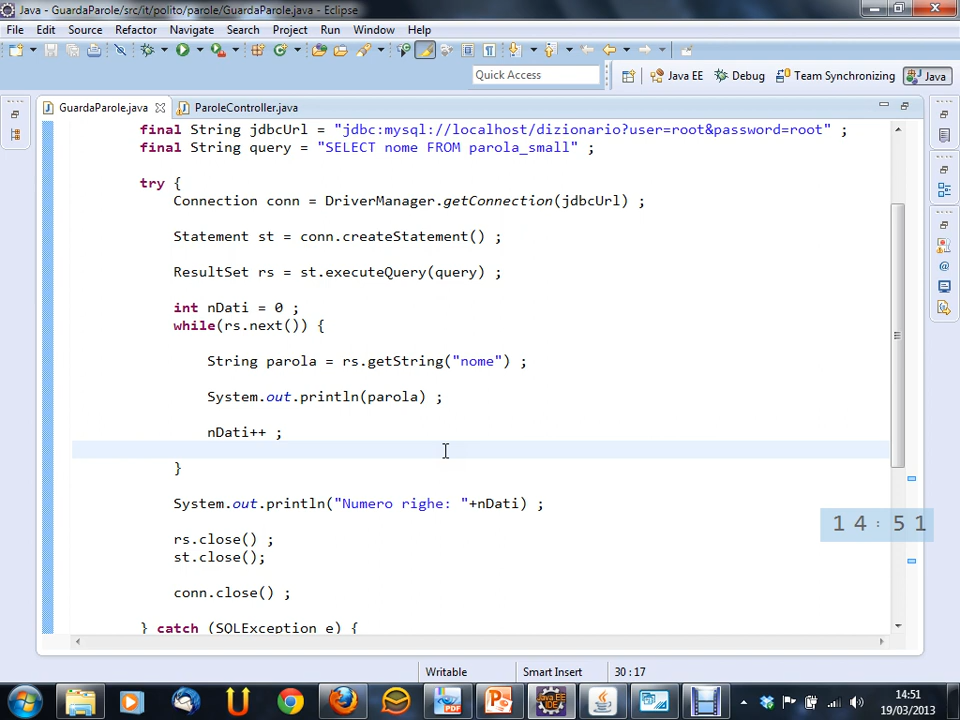 Java - GuardaParole/src/it/polito/parole/GuardaParole.java - Eclipse
File Edit Source Refactor Navigate Search Project Run Window Help
Quick Access
Java EE Debug Team Synchronizing Java
GuardaParole.java ParoleController.java
final String jdbcUrl = "jdbc:mysql://localhost/dizionario?user=root&password=root" ;
final String query = "SELECT nome FROM parola_small" ;
try {
Connection conn = DriverManager.getConnection(jdbcUrl) ;
Statement st = conn.createStatement() ;
ResultSet rs = st.executeQuery(query) ;
int nDati = 0 ;
while(rs.next()) {
String parola = rs.getString("nome") ;
System.out.println(parola) ;
nDati++ ;
}
System.out.println("Numero righe: "+nDati) ;
14:51
rs.close() ;
st.close();
conn.close() ;
} catch (SQLException e) {
Writable Smart Insert 30 : 17
14:51
19/03/2013